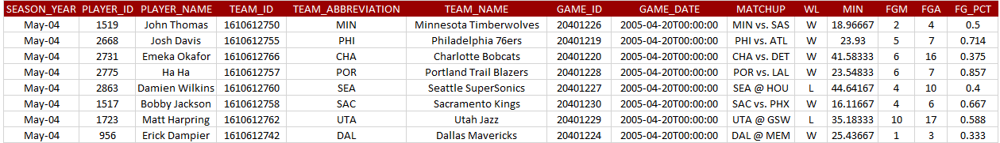 SEASON_YEAR PLAYER_ID PLAYER_NAME TEAM_ID TEAM_ABBREVIATION TEAM_NAME GAME_ID GAME_DATE MATCHUP WL MIN FGM FGA FG_PCT
May-04 1519 John Thomas 1610612750 MIN Minnesota Timberwolves 20401226 2005-04-20T00:00:00 MIN vs. SAS W 18.96667 2 4 0.5
May-04 2668 Josh Davis 1610612755 PHI Philadelphia 76ers 20401219 2005-04-20T00:00:00 PHI vs. ATL W 23.93 5 7 0.714
May-04 2731 Emeka Okafor 1610612766 CHA Charlotte Bobcats 20401220 2005-04-20T00:00:00 CHA vs. DET W 41.58333 6 16 0.375
May-04 2775 Ha Ha 1610612757 POR Portland Trail Blazers 20401228 2005-04-20T00:00:00 POR vs. LAL W 23.54833 6 7 0.857
May-04 2863 Damien Wilkins 1610612760 SEA Seattle SuperSonics 20401227 2005-04-20T00:00:00 SEA @ HOU L 44.64167 4 10 0.4
May-04 1517 Bobby Jackson 1610612758 SAC Sacramento Kings 20401230 2005-04-20T00:00:00 SAC vs. PHX W 16.11667 4 6 0.667
May-04 1723 Matt Harpring 1610612762 UTA Utah Jazz 20401229 2005-04-20T00:00:00 UTA @ GSW L 35.18333 10 17 0.588
May-04 956 Erick Dampier 1610612742 DAL Dallas Mavericks 20401224 2005-04-20T00:00:00 DAL @ MEM W 25.43667 1 3 0.333